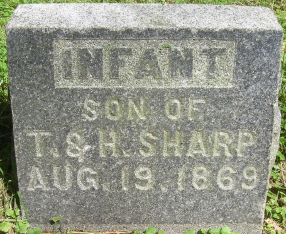 INFANT
SON OF
T. & H. SHARP
AUG. 19. 1869